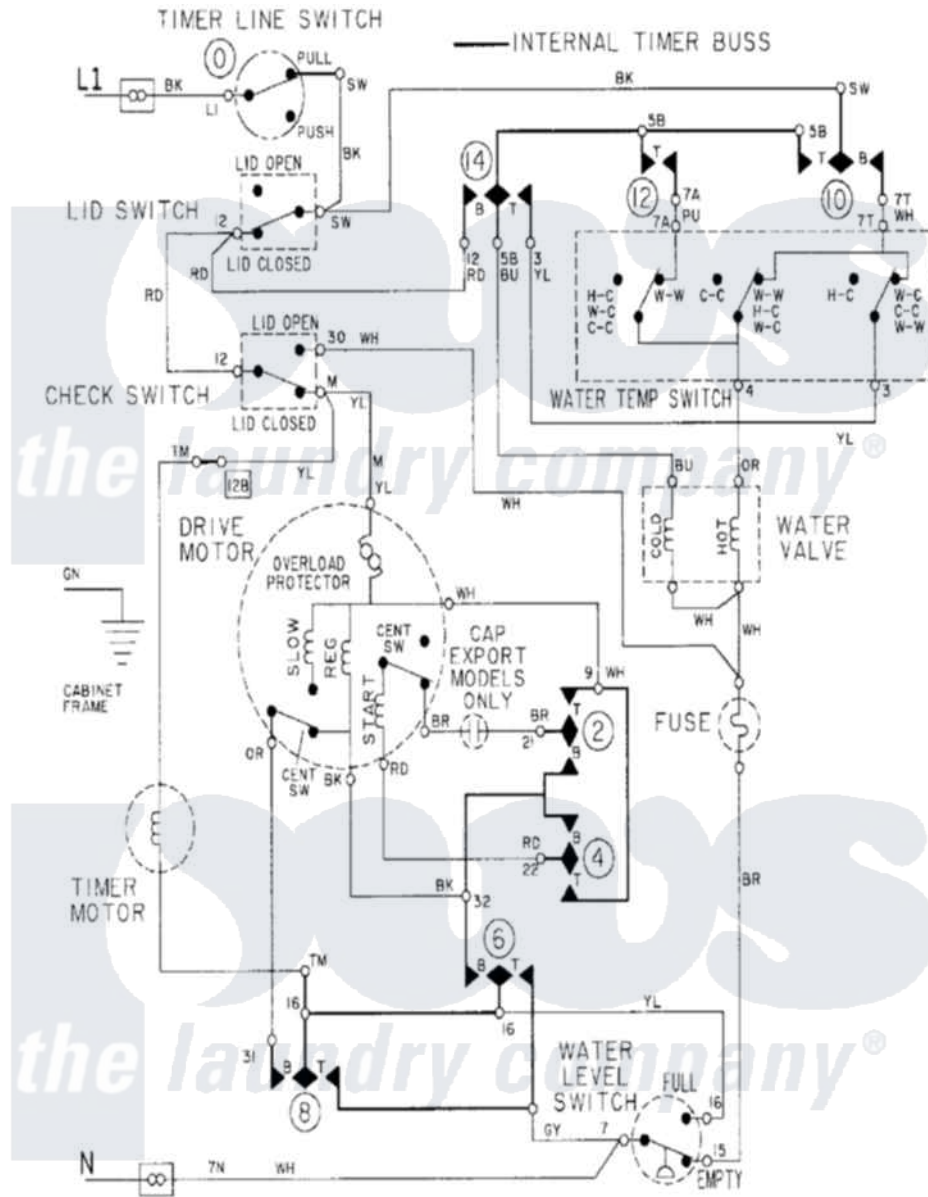 TIMER LINE SWITCH
INTERNAL TIMER BUSS
0
PULL
L1
BK
L1
SW
BK
SW
PUSH
BK
5B
5B
LID OPEN
14
T
T
B
12
10
LID SWITCH
12
SW
B
T
7A
PU
7A
7T
WH
7T
LID CLOSED
RD
12
RD
5B
BU
3
YL
RD
H-C
W-C
C-C
W-W
C-C
W-W
H-C
W-C
H-C
W-C
C-C
W-W
LID OPEN
30
WH
12
M
CHECK SWITCH
YL
WATER TEMP SWITCH
4
3
LID CLOSED
YL
the laundry company®
TM
YL
M
YL
12B
BU
OR
WH
DRIVE
MOTOR
OVERLOAD
PROTECTOR
COLD
HOT
WATER
VALVE
GN
WH
WH
WH
SLOW
REG
CENT
SW
CAP
EXPORT
MODELS
ONLY
9
WH
CABINET
FRAME
START
T
FUSE
BR
BR
21
2
OR
CENT
SW
BK
RD
B
B
RD
22
4
T
BR
TIMER
MOTOR
BK
32
6
TM
B
T
16
16
YL
the laundry company®
31
B
T
8
WATER
LEVEL
SWITCH
FULL
16
GY
7
15
EMPTY
N
7N
WH